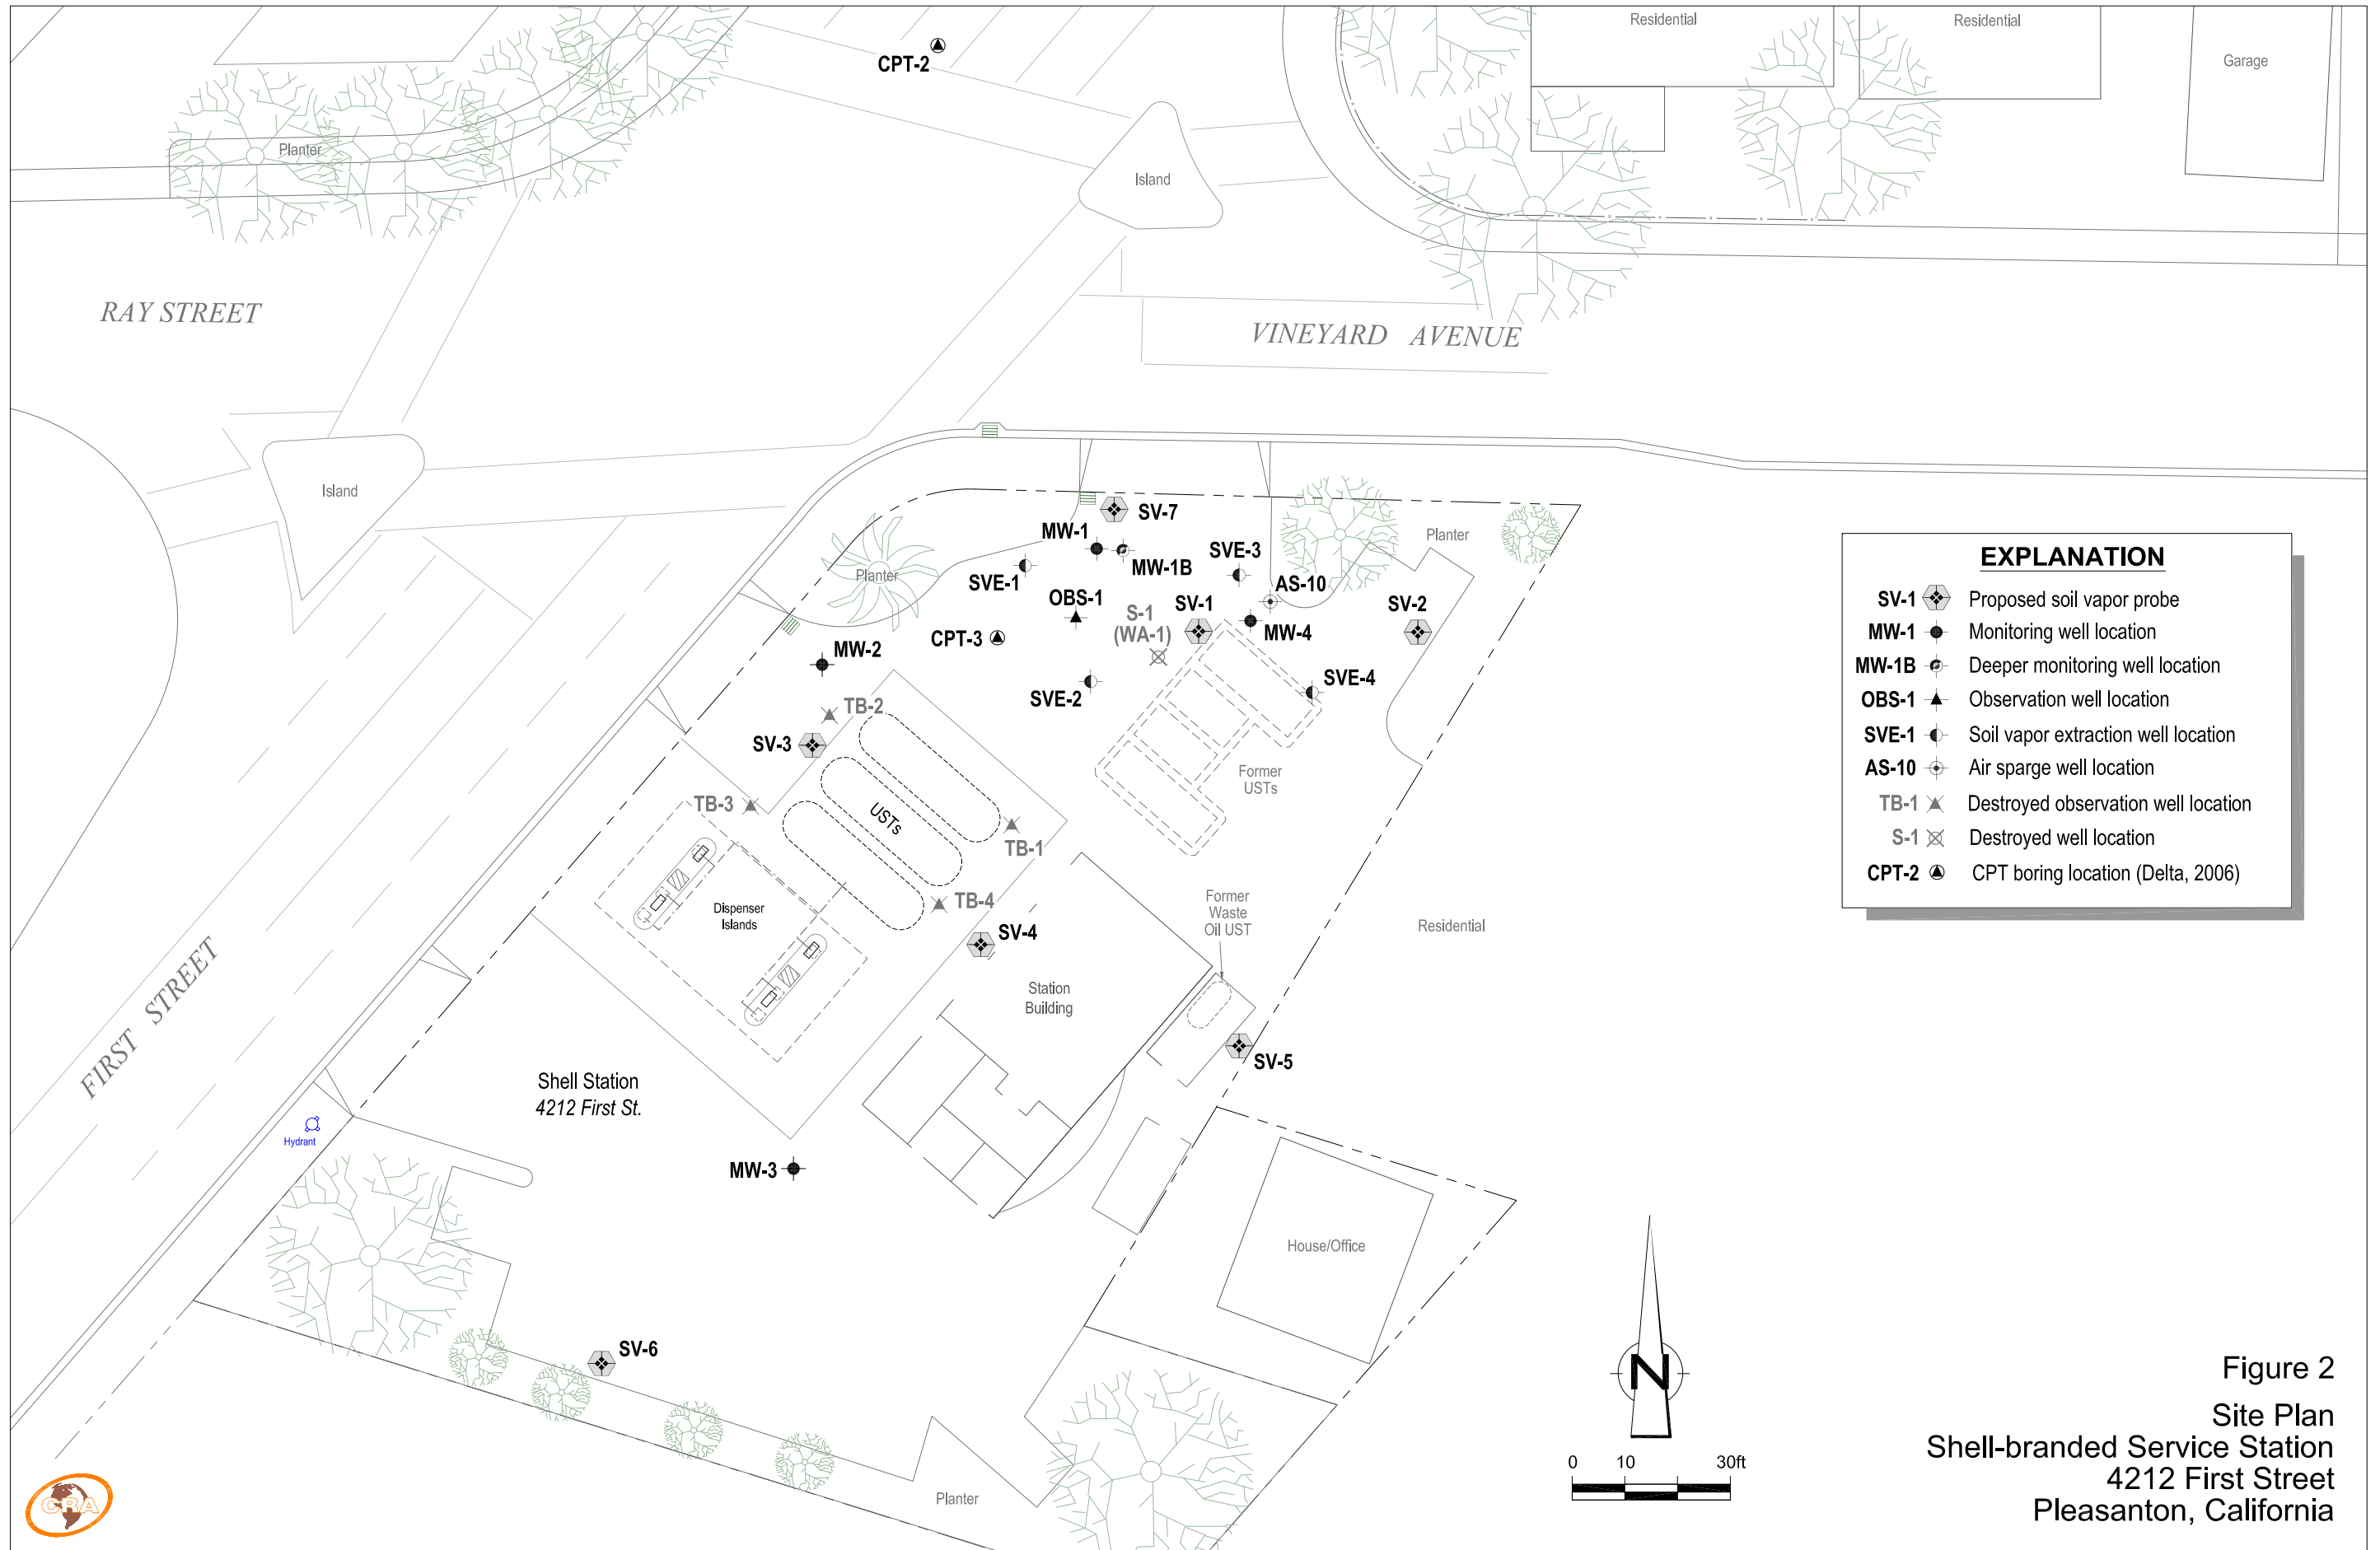 Residential
Residential
Garage
CPT-2
Planter
Island
RAY STREET
VINEYARD AVENUE
Island
SV-7
MW-1
MW-1B
SVE-3
Planter
SVE-1
AS-10
Planter
OBS-1
S-1
(WA-1)
SV-1
SV-2
CPT-3
MW-4
MW-2
SVE-2
SVE-4
TB-2
SV-3
Former
USTs
TB-3
USTs
TB-1
TB-4
Dispenser
Islands
Former
Waste
Oil UST
Residential
SV-4
Station
Building
FIRST STREET
SV-5
Shell Station
4212 First St.
Hydrant
MW-3
House/Office
SV-6
Planter
EXPLANATION
SV-1 Proposed soil vapor probe
MW-1 Monitoring well location
MW-1B Deeper monitoring well location
OBS-1 Observation well location
SVE-1 Soil vapor extraction well location
AS-10 Air sparge well location
TB-1 Destroyed observation well location
S-1 Destroyed well location
CPT-2 CPT boring location (Delta, 2006)
N
0 10 30ft
CRA
Figure 2
Site Plan
Shell-branded Service Station
4212 First Street
Pleasanton, California